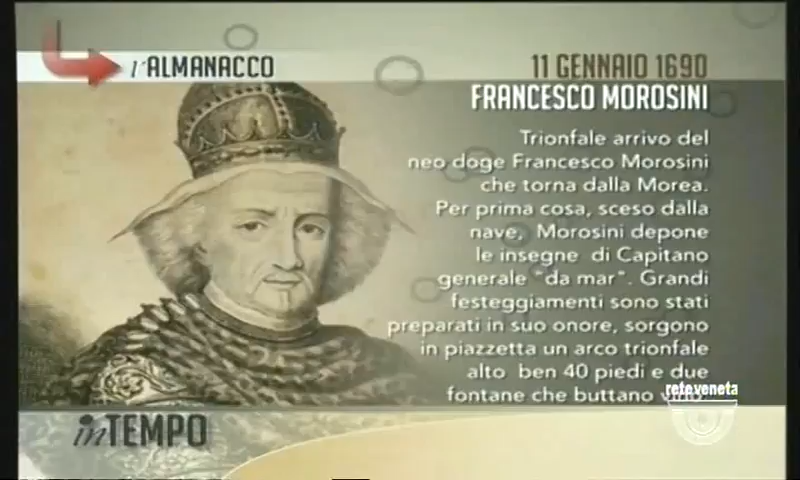 l'ALMANACCO
11 GENNAIO 1690
FRANCESCO MOROSINI
Trionfale arrivo del
neo doge Francesco Morosini
che torna dalla Morea.
Per prima cosa, sceso dalla
nave, Morosini depone
le insegne di Capitano
generale "da mar". Grandi
festeggiamenti sono stati
preparati in suo onore, sorgono
in piazzetta un arco trionfale
alto ben 40 piedi e due
fontane che buttano
reteveneta
inTEMPO